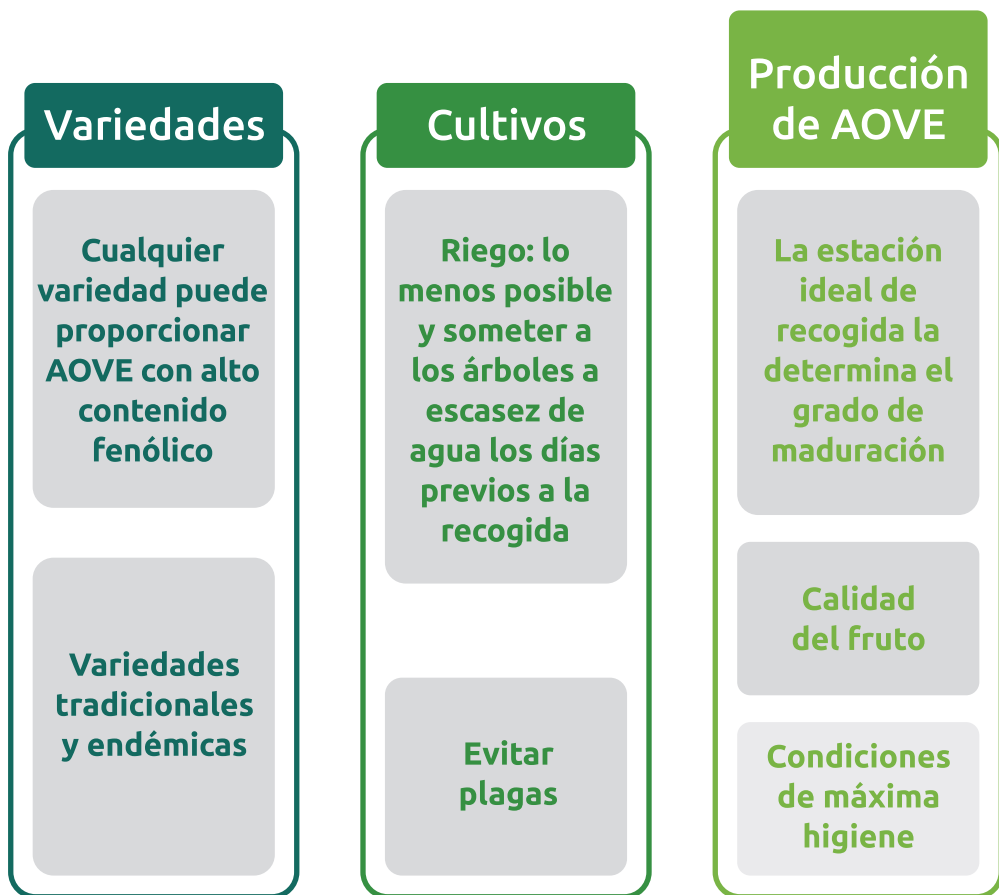 Variedades
Cualquier
variedad puede
proporcionar
AOVE con alto
contenido
fenólico
Variedades
tradicionales
y endémicas
Cultivos
Riego: lo
menos posible
y someter a
los árboles a
escasez de
agua los días
previos a la
recogida
Evitar
plagas
Producción
de AOVE
La estación
ideal de
recogida la
determina el
grado de
maduración
Calidad
del fruto
Condiciones
de máxima
higiene